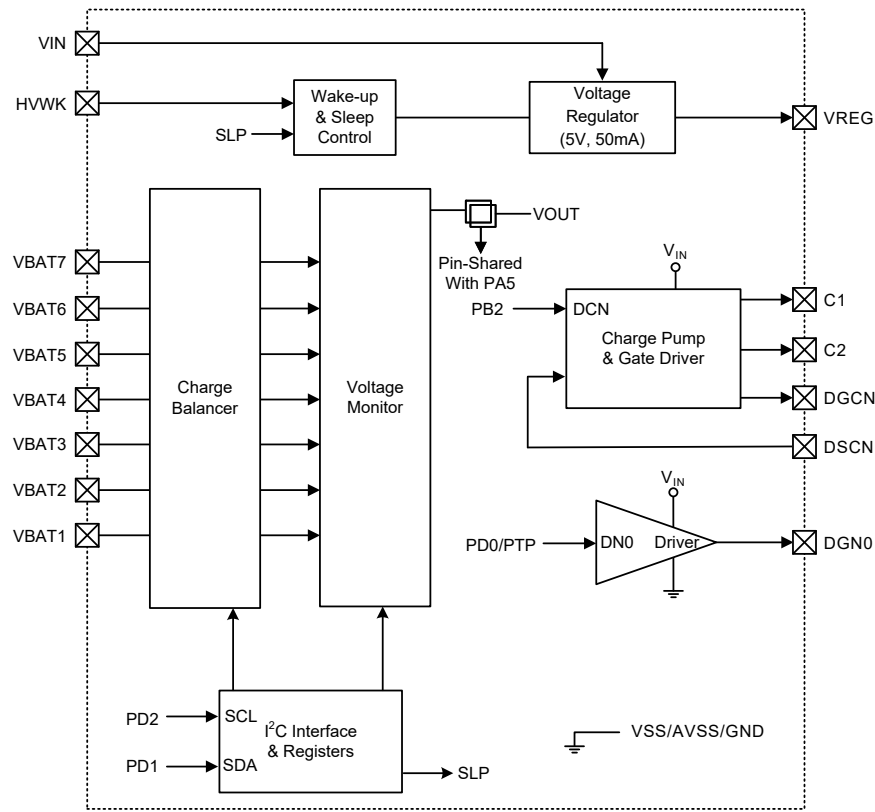 VIN
HVWK
SLP
Wake-up
& Sleep
Control
Voltage
Regulator
(5V, 50mA)
VREG
VBAT7
VBAT6
VBAT5
VBAT4
VBAT3
VBAT2
VBAT1
Charge
Balancer
Voltage
Monitor
VOUT
Pin-Shared
With PA5
VIN
PB2
DCN
Charge Pump
& Gate Driver
C1
C2
DGCN
DSCN
VIN
PD0/PTP
DN0
Driver
DGN0
PD2
SCL
PD1
SDA
I²C Interface
& Registers
SLP
VSS/AVSS/GND